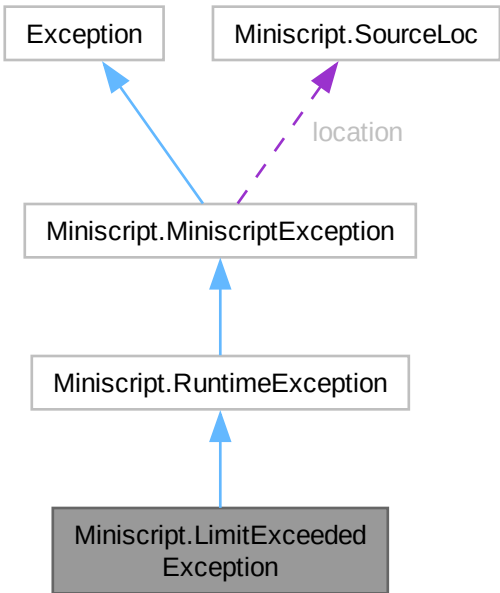 Exception
Miniscript.SourceLoc
location
Miniscript.MiniscriptException
Miniscript.RuntimeException
Miniscript.LimitExceeded
Exception